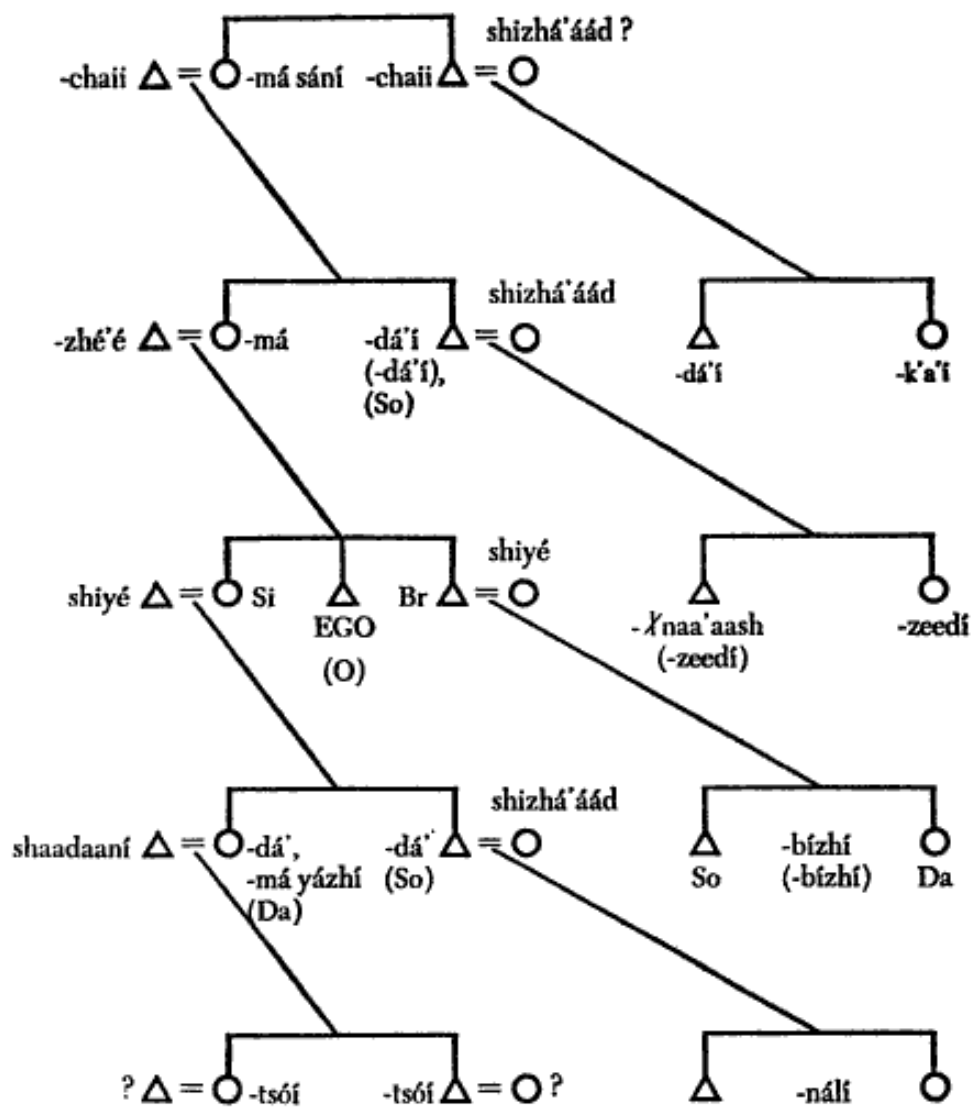 shizhá'áád ?
-chaii = -má sání -chaii =
shizhá'áád
-zhé'é = -má -dá'í = -dá'í -k'a'í
(-dá'í),
(So)
shiyé
shiyé = Si EGO Br = -naa'aash -zeedí
(O) (-zeedí)
shizhá'áád
shaadaaní = -dá', -dá' = So -bízhí Da
-má yázhí (So) (-bízhí)
(Da)
? = -tsóí -tsóí = ? -nálí